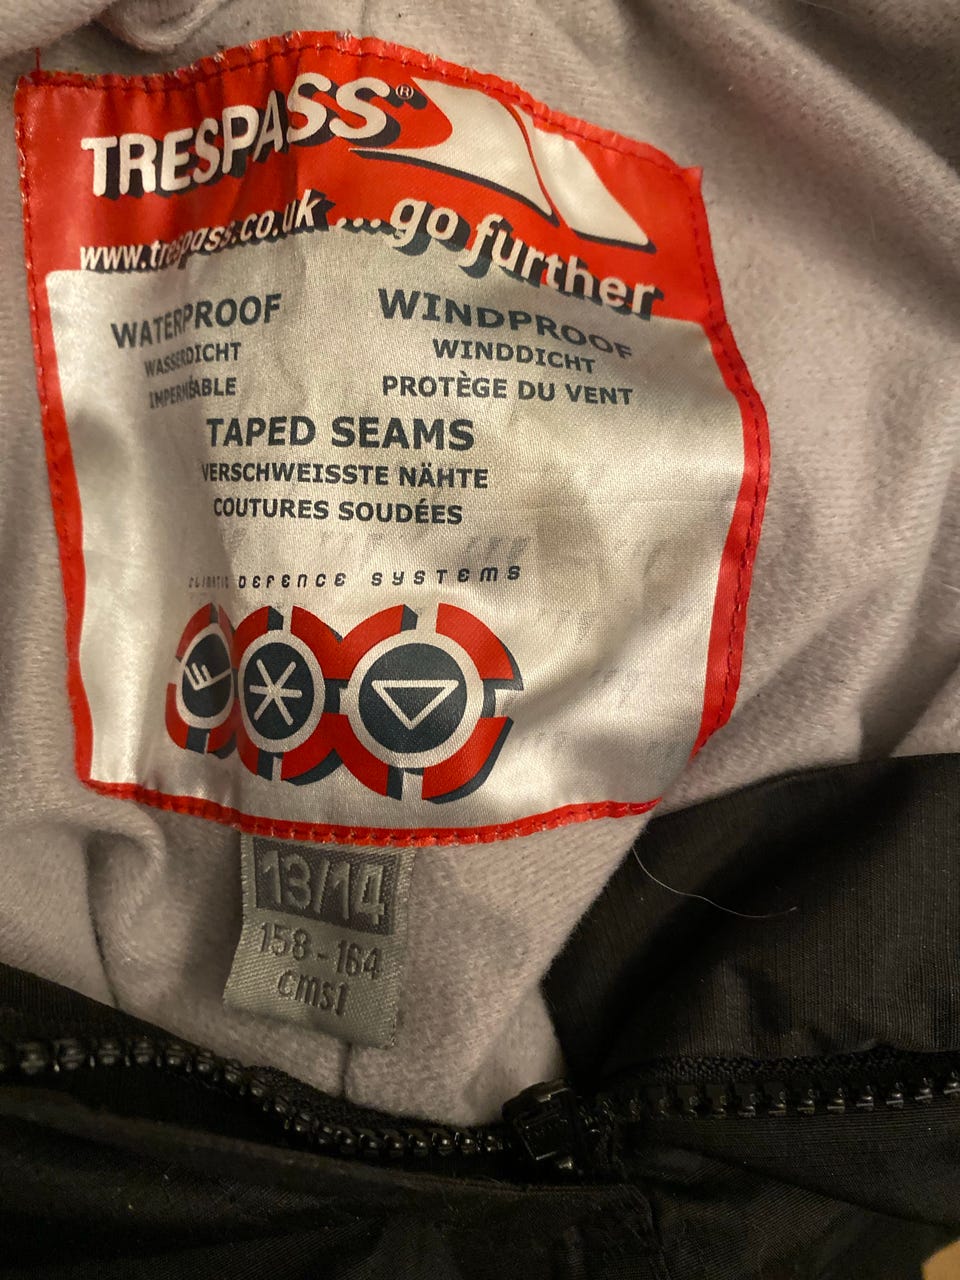 TRESPASS®
www.trespass.co.uk ...go further
WATERPROOF
WASSERDICHT
IMPERMÉABLE
WINDPROOF
WINDDICHT
PROTÈGE DU VENT
TAPED SEAMS
VERSCHWEISSTE NÄHTE
COUTURES SOUDÉES
CLIMATIC DEFENCE SYSTEMS
13/14
158-164
cms1